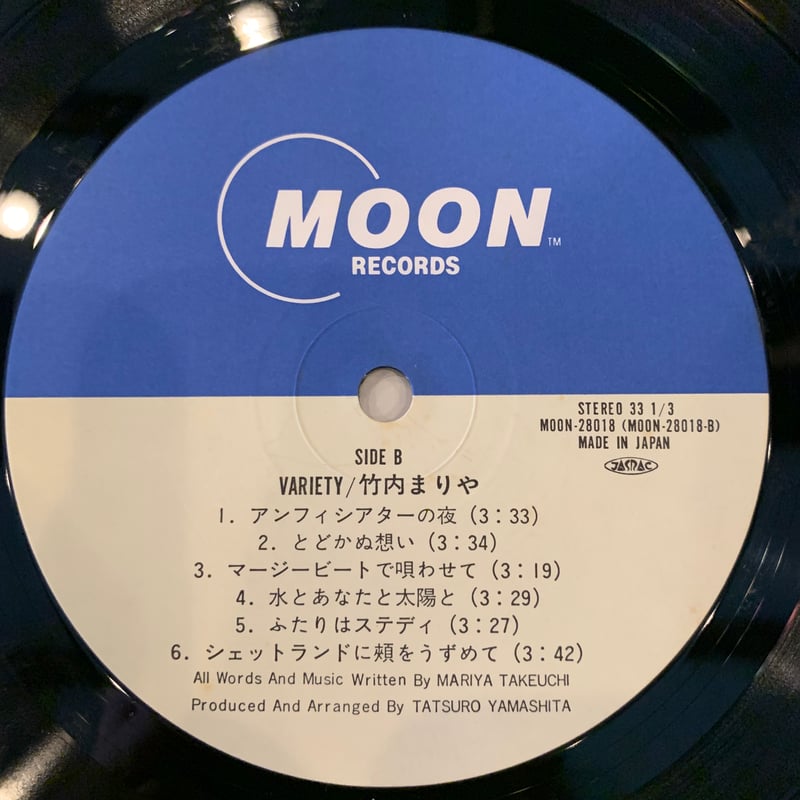 MOON™
RECORDS
STEREO 33 1/3
MOON-28018 (MOON-28018-B)
MADE IN JAPAN
JASRAC
SIDE B
VARIETY/竹内まりや
1. アンフィシアターの夜 (3:33)
2. とどかぬ想い (3:34)
3. マージービートで唄わせて (3:19)
4. 水とあなたと太陽と (3:29)
5. ふたりはステディ (3:27)
6. シェットランドに頰をうずめて (3:42)
All Words And Music Written By MARIYA TAKEUCHI
Produced And Arranged By TATSURO YAMASHITA